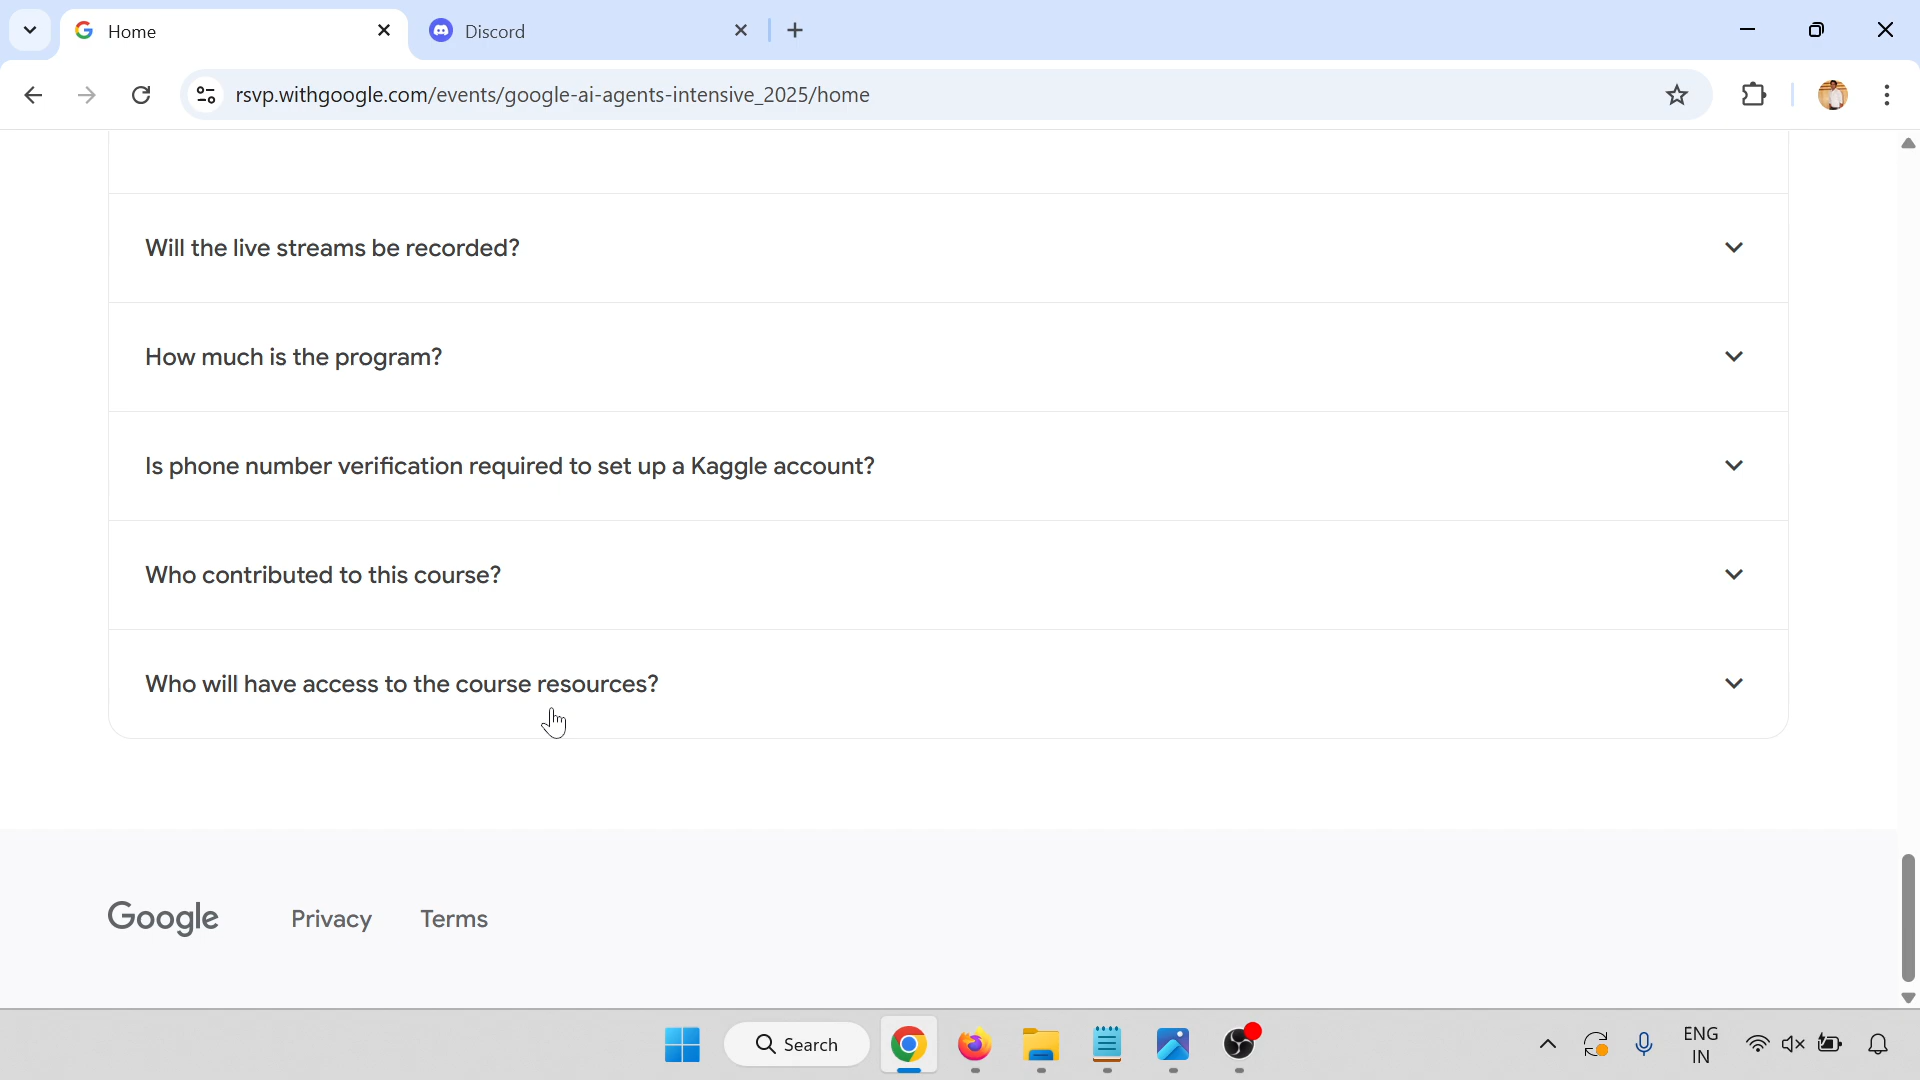 Home
Discord
rsvp.withgoogle.com/events/google-ai-agents-intensive_2025/home
Will the live streams be recorded?
How much is the program?
Is phone number verification required to set up a Kaggle account?
Who contributed to this course?
Who will have access to the course resources?
Google Privacy Terms
Search
ENG
IN